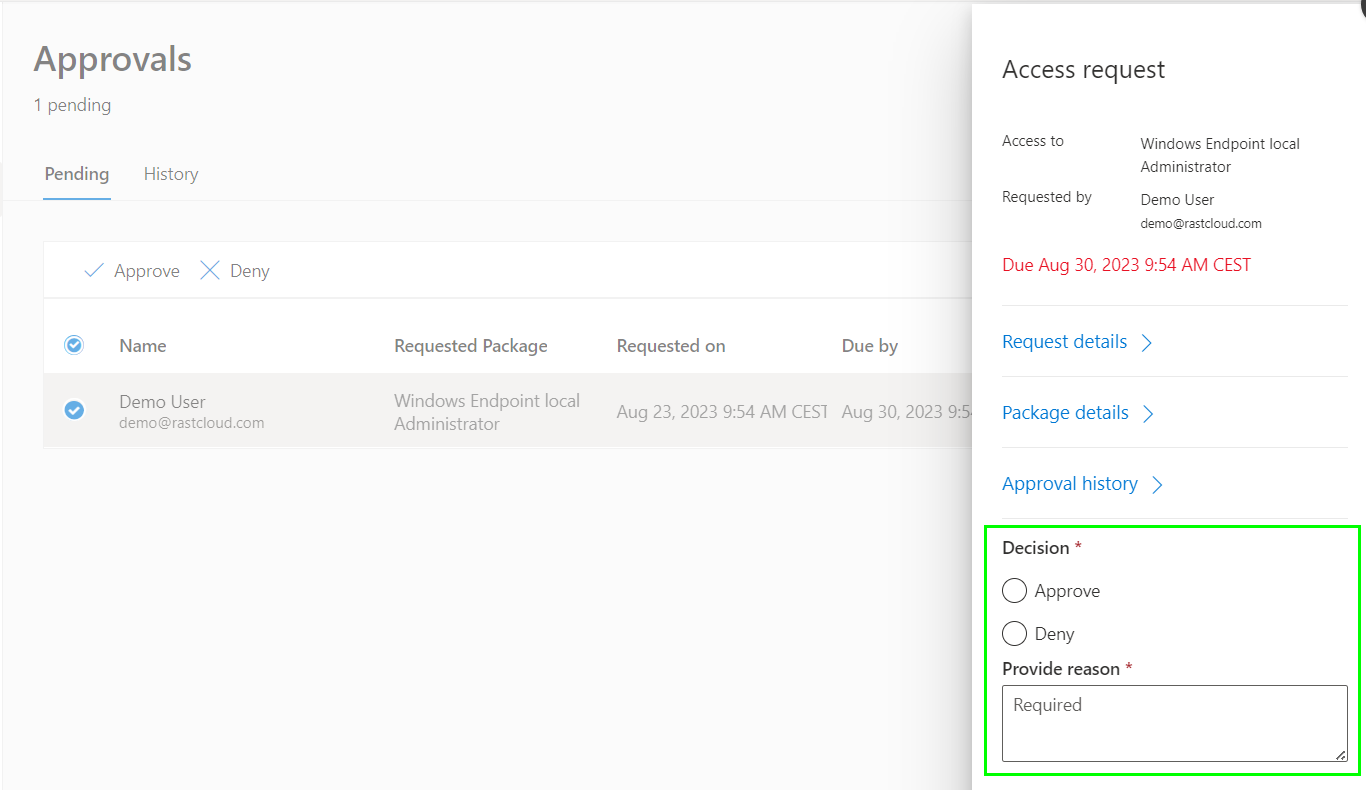 Approvals
1 pending
Pending History
Approve Deny
Name Requested Package Requested on Due by
Demo User
demo@rastcloud.com
Windows Endpoint local
Administrator
Aug 23, 2023 9:54 AM CEST
Aug 30, 2023 9:54
Access request
Access to
Windows Endpoint local
Administrator
Requested by
Demo User
demo@rastcloud.com
Due Aug 30, 2023 9:54 AM CEST
Request details
Package details
Approval history
Decision *
Approve
Deny
Provide reason *
Required